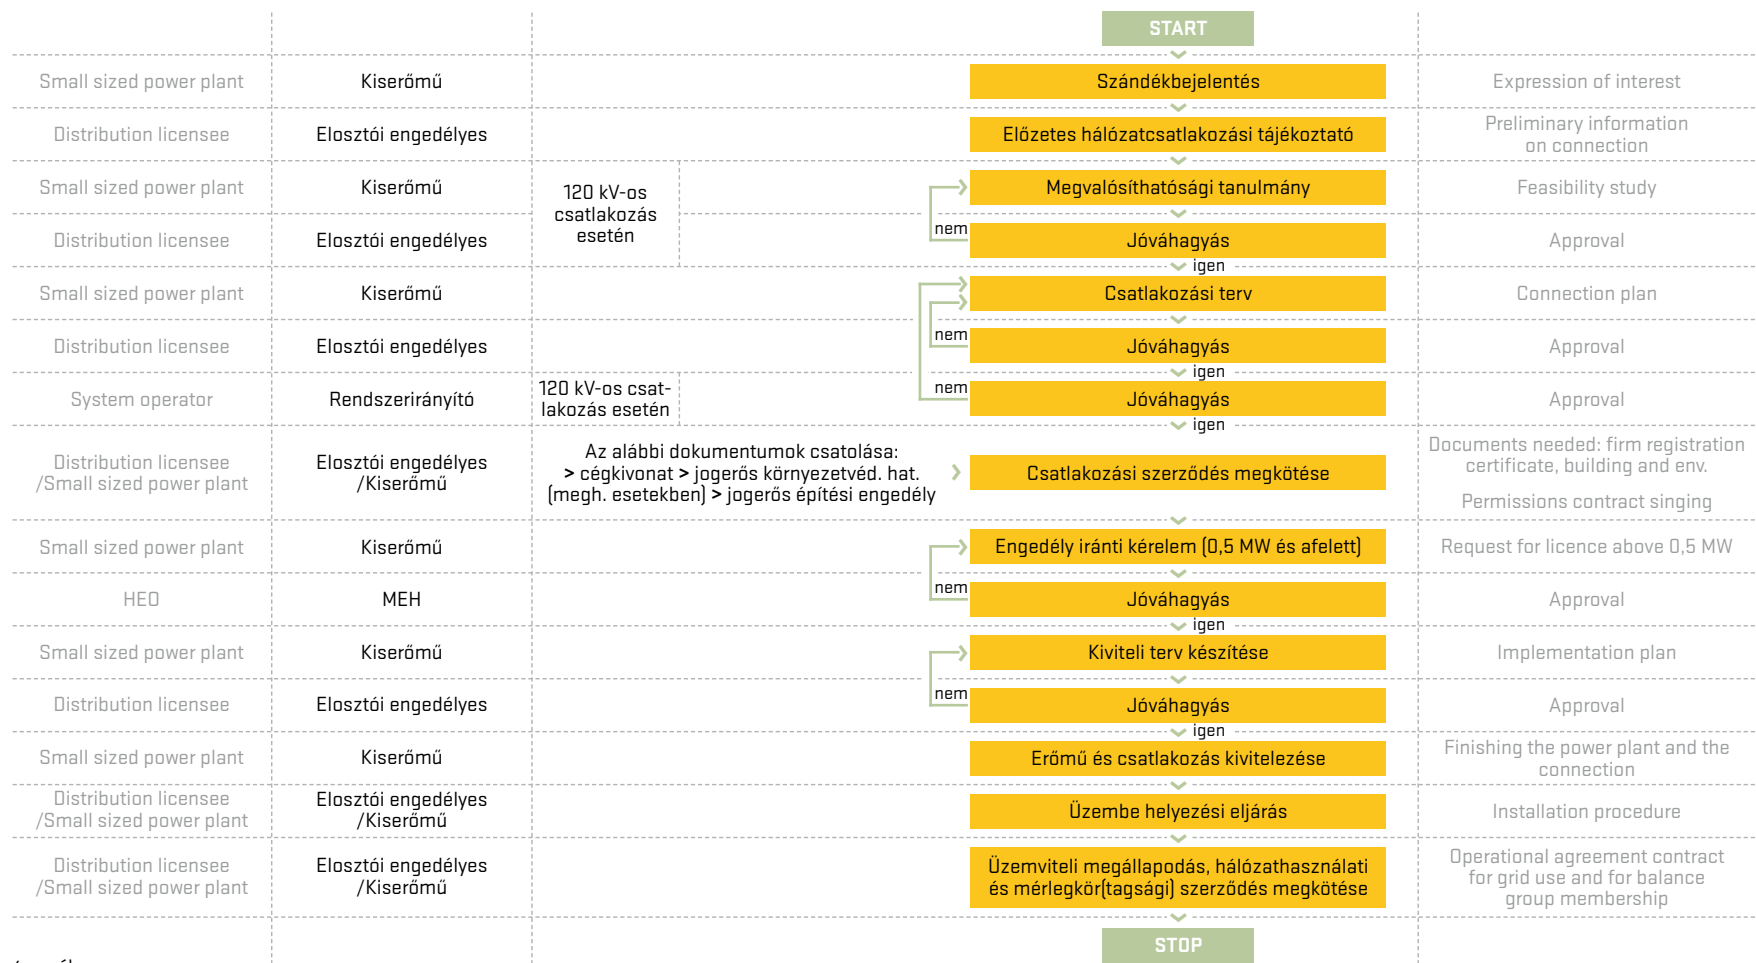 START
Small sized power plant
Kiserőmű
Szándékbejelentés
Expression of interest
Distribution licensee
Elosztói engedélyes
Előzetes hálózatcsatlakozási tájékoztató
Preliminary information
on connection
Small sized power plant
Kiserőmű
120 kV-os
csatlakozás
esetén
Megvalósíthatósági tanulmány
Feasibility study
nem
Distribution licensee
Elosztói engedélyes
Jóváhagyás
Approval
igen
Small sized power plant
Kiserőmű
Csatlakozási terv
Connection plan
nem
Distribution licensee
Elosztói engedélyes
Jóváhagyás
Approval
igen
nem
System operator
Rendszerirányító
120 kV-os csat-
lakozás esetén
Jóváhagyás
Approval
igen
Distribution licensee
/Small sized power plant
Elosztói engedélyes
/Kiserőmű
Az alábbi dokumentumok csatolása:
> cégkivonat > jogerős környezetvéd. hat.
(megh. esetekben) > jogerős építési engedély
Csatlakozási szerződés megkötése
Documents needed: firm registration
certificate, building and env.
Permissions contract singing
Small sized power plant
Kiserőmű
Engedély iránti kérelem (0,5 MW és afelett)
Request for licence above 0,5 MW
nem
HEO
MEH
Jóváhagyás
Approval
igen
Small sized power plant
Kiserőmű
Kiviteli terv készítése
Implementation plan
nem
Distribution licensee
Elosztói engedélyes
Jóváhagyás
Approval
igen
Small sized power plant
Kiserőmű
Erőmű és csatlakozás kivitelezése
Finishing the power plant and the
connection
Distribution licensee
/Small sized power plant
Elosztói engedélyes
/Kiserőmű
Üzembe helyezési eljárás
Installation procedure
Distribution licensee
/Small sized power plant
Elosztói engedélyes
/Kiserőmű
Üzemviteli megállapodás, hálózathasználati
és mérlegkör(tagsági) szerződés megkötése
Operational agreement contract
for grid use and for balance
group membership
STOP